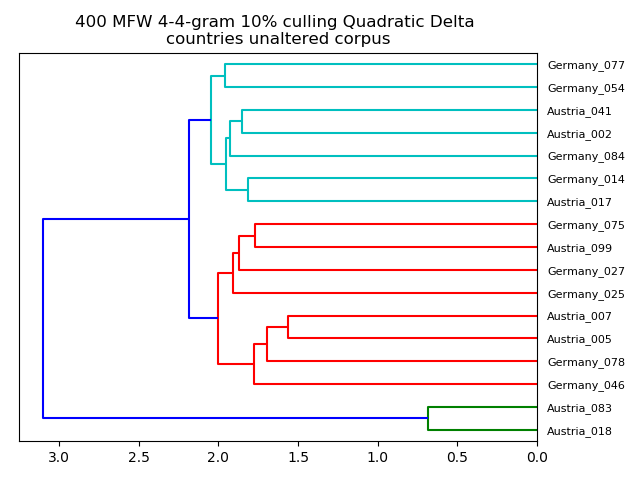 400 MFW 4-4-gram 10% culling Quadratic Delta
countries unaltered corpus
Germany_077
Germany_054
Austria_041
Austria_002
Germany_084
Germany_014
Austria_017
Germany_075
Austria_099
Germany_027
Germany_025
Austria_007
Austria_005
Germany_078
Germany_046
Austria_083
Austria_018
3.0 2.5 2.0 1.5 1.0 0.5 0.0